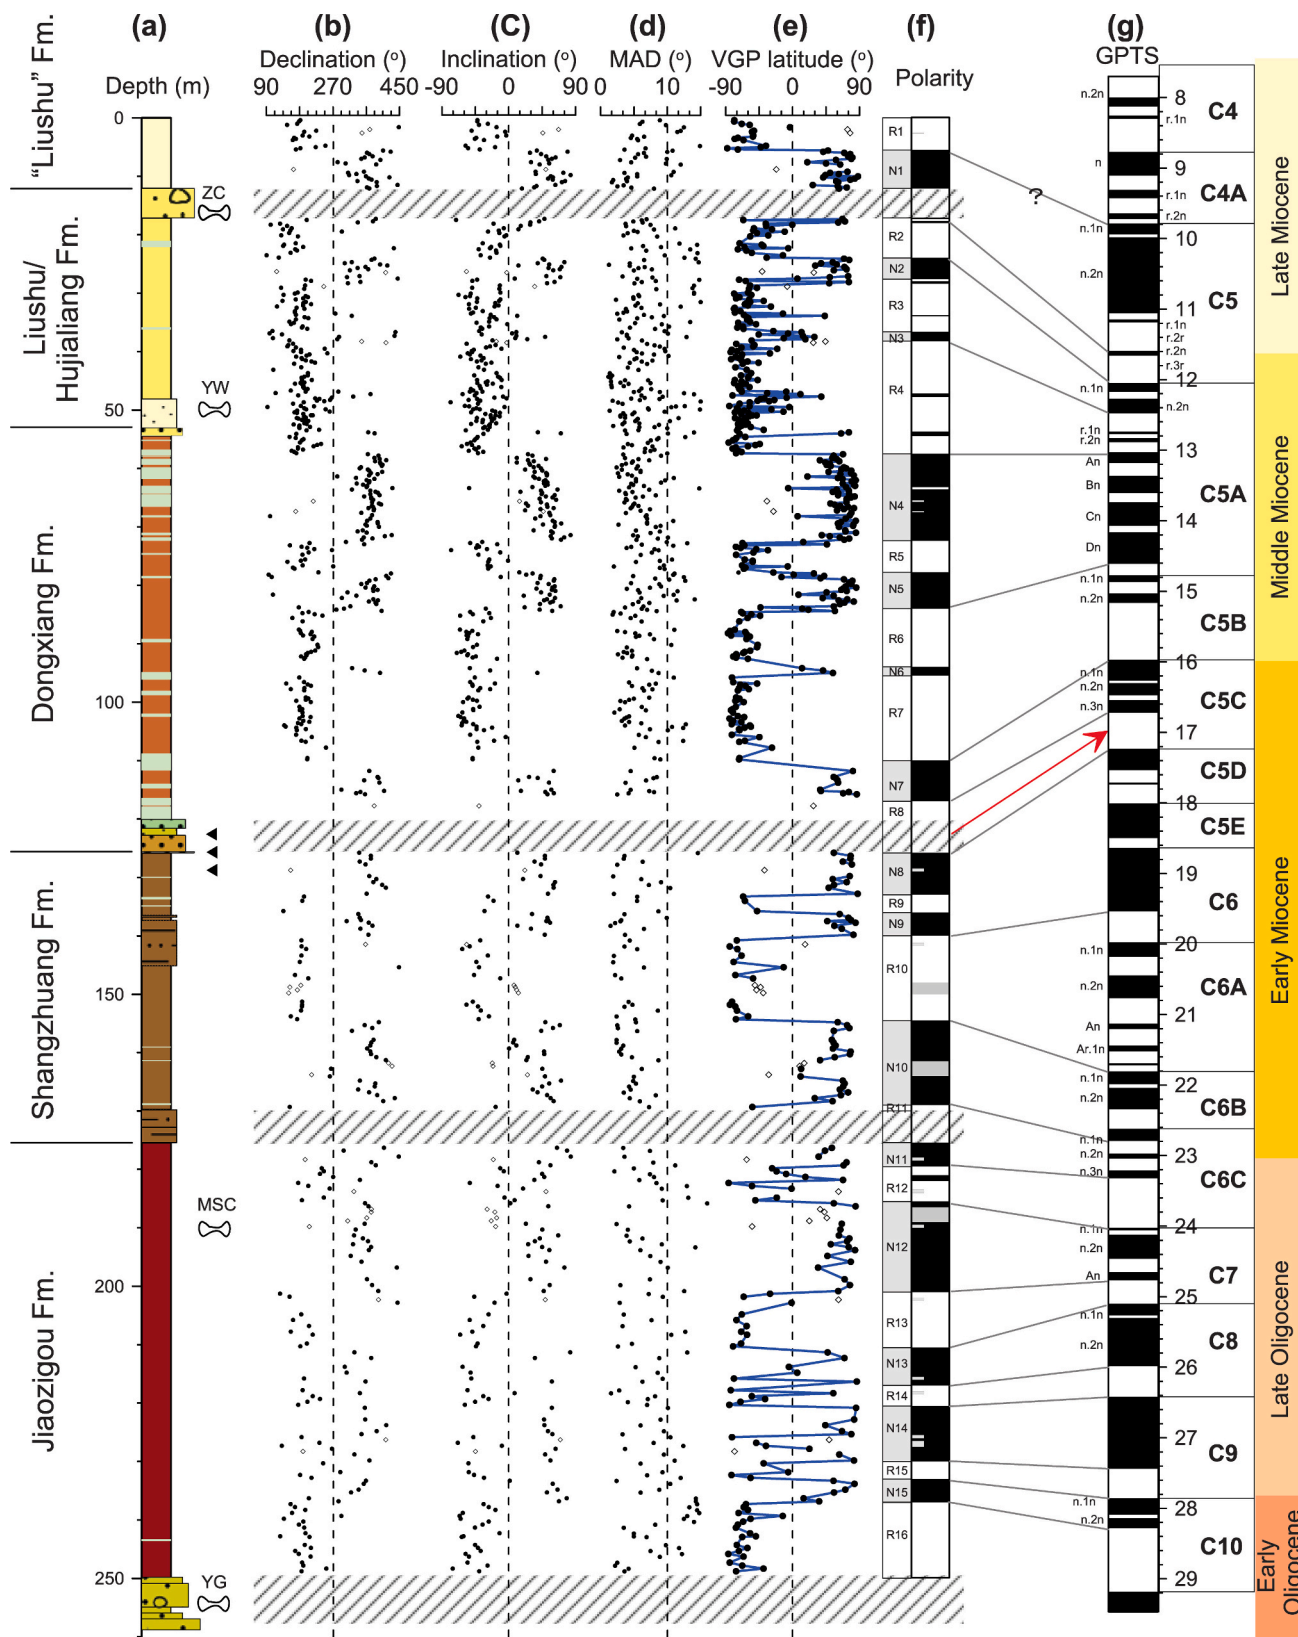 (a) (b) (C) (d) (e) (f) (g)
Depth (m) Declination (º) Inclination (º) MAD (º) VGP latitude (º) Polarity GPTS
90 270 450 -90 0 90 0 10 -90 0 90
0
50
100
150
200
250
“Liushu” Fm.
Liushu/
Hujialiang Fm.
Dongxiang Fm.
Shangzhuang Fm.
Jiaozigou Fm.
ZC
YW
MSC
YG
R1
N1
R2
N2
R3
N3
R4
N4
R5
N5
R6
N6
R7
N7
R8
N8
R9
N9
R10
N10
R11
N11
R12
N12
R13
N13
R14
N14
R15
N15
R16
?
n.2n
r.1n
n
r.1n
r.2n
n.1n
n.2n
r.1n
r.2r
r.2n
r.3r
n.1n
n.2n
r.1n
r.2n
An
Bn
Cn
Dn
n.1n
n.2n
n.1n
n.2n
n.3n
n.1n
n.2n
An
Ar.1n
n.1n
n.2n
n.1n
n.2n
n.3n
n.1n
n.2n
An
n.1n
n.2n
n.1n
n.2n
8
9
10
11
12
13
14
15
16
17
18
19
20
21
22
23
24
25
26
27
28
29
C4
C4A
C5
C5A
C5B
C5C
C5D
C5E
C6
C6A
C6B
C6C
C7
C8
C9
C10
Late Miocene
Middle Miocene
Early Miocene
Late Oligocene
Early
Oligocene